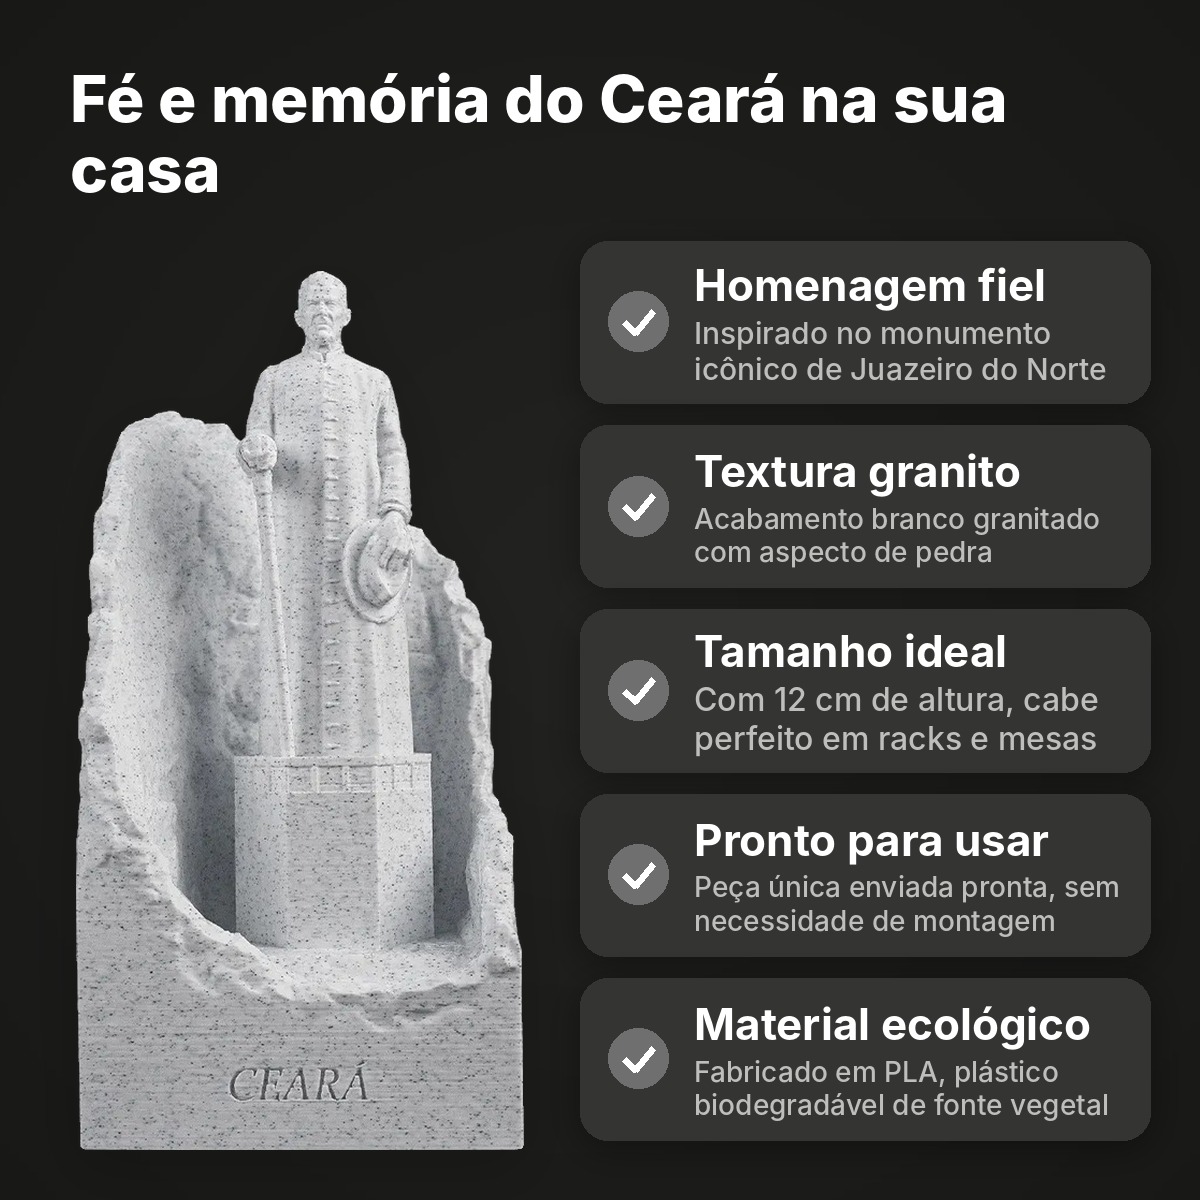 Fé e memória do Ceará na sua
casa
Homenagem fiel
Inspirado no monumento
icônico de Juazeiro do Norte
Textura granito
Acabamento branco granitado
com aspecto de pedra
Tamanho ideal
Com 12 cm de altura, cabe
perfeito em racks e mesas
Pronto para usar
Peça única enviada pronta, sem
necessidade de montagem
Material ecológico
Fabricado em PLA, plástico
biodegradável de fonte vegetal
CEARÁ